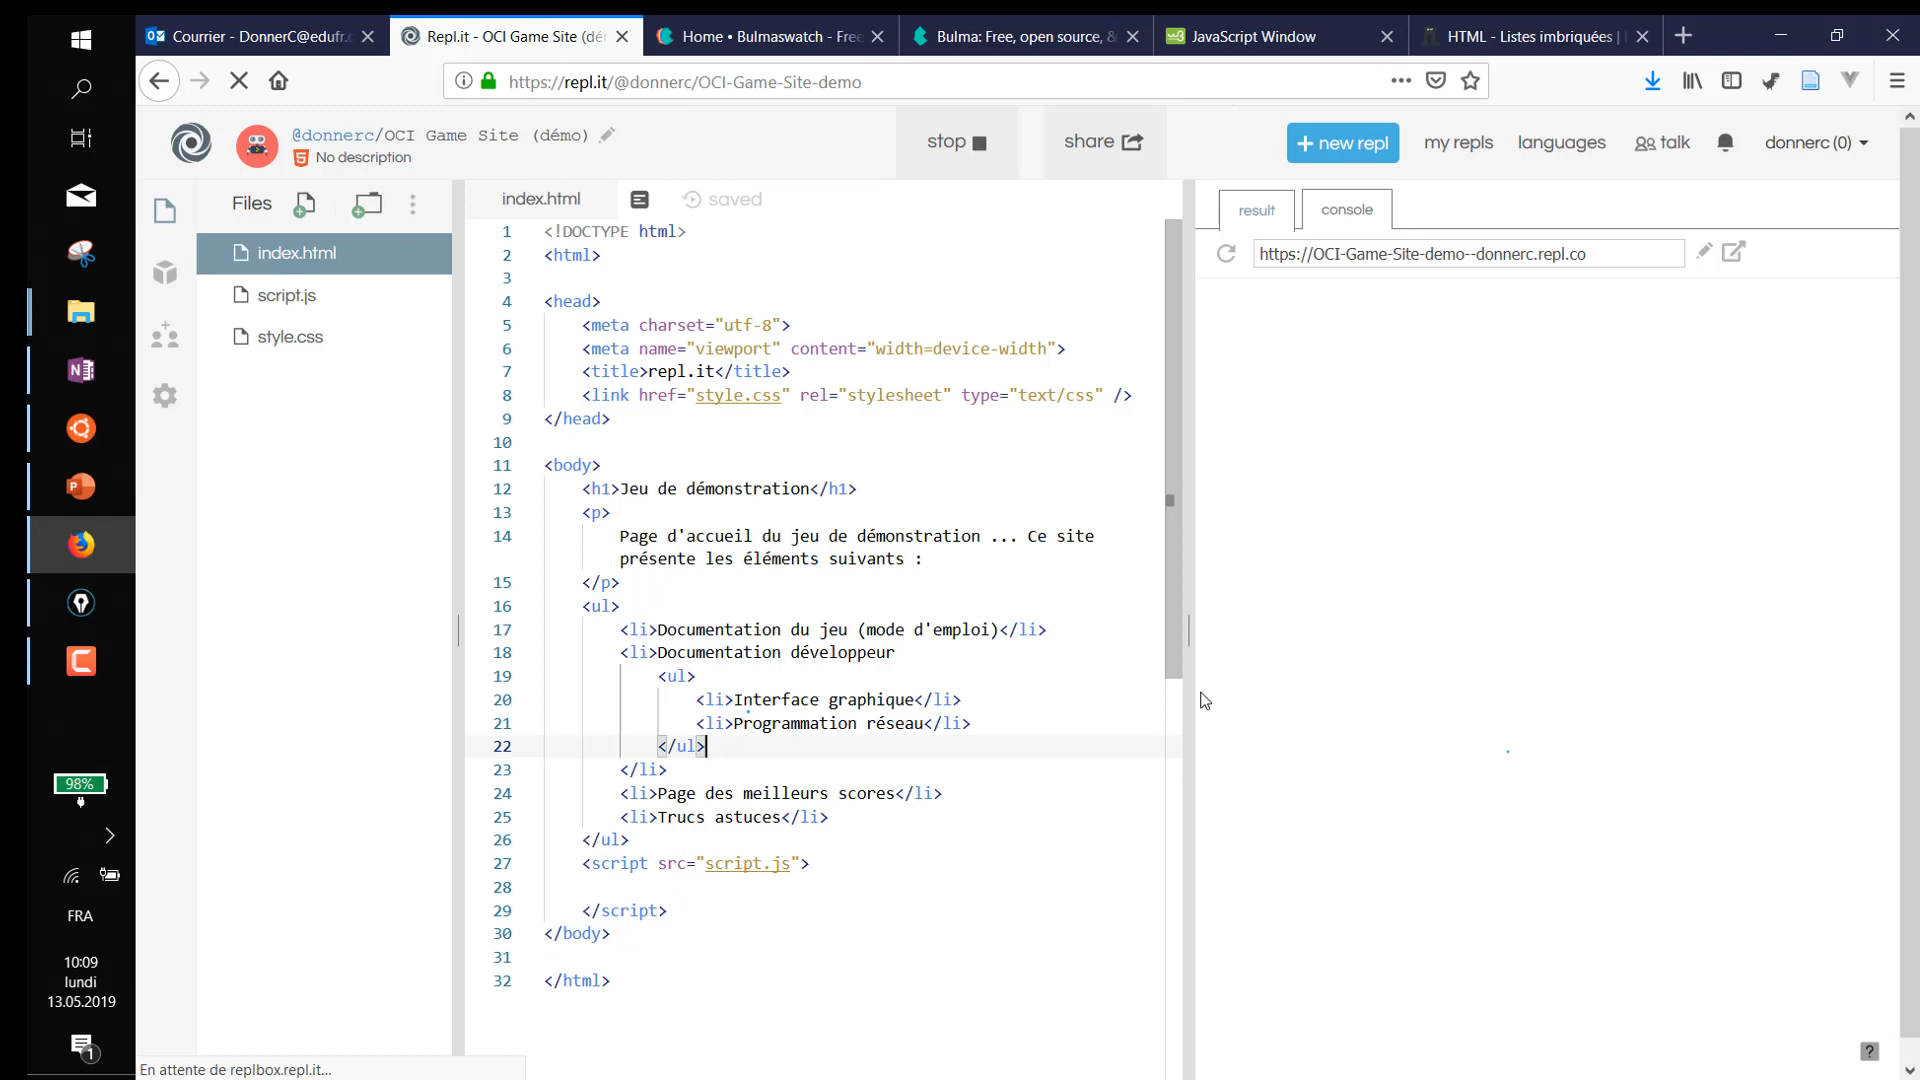 Courrier - DonnerC@edufr.
Repl.it - OCI Game Site (dér
Home • Bulmaswatch - Free
Bulma: Free, open source, &
JavaScript Window
HTML - Listes imbriquées |
https://repl.it/@donnerc/OCI-Game-Site-demo
@donnerc/OCI Game Site (démo)
No description
stop
share
+ new repl
my repls
languages
talk
donnerc (0)
Files
index.html
saved
result
console
index.html
script.js
style.css
https://OCI-Game-Site-demo--donnerc.repl.co
1 <!DOCTYPE html>
2 <html>
3
4 <head>
5 <meta charset="utf-8">
6 <meta name="viewport" content="width=device-width">
7 <title>repl.it</title>
8 <link href="style.css" rel="stylesheet" type="text/css" />
9 </head>
10
11 <body>
12 <h1>Jeu de démonstration</h1>
13 <p>
14 Page d'accueil du jeu de démonstration ... Ce site
présente les éléments suivants :
15 </p>
16 <ul>
17 <li>Documentation du jeu (mode d'emploi)</li>
18 <li>Documentation développeur
19 <ul>
20 <li>Interface graphique</li>
21 <li>Programmation réseau</li>
22 </ul>
23 </li>
24 <li>Page des meilleurs scores</li>
25 <li>Trucs astuces</li>
26 </ul>
27 <script src="script.js">
28
29 </script>
30 </body>
31
32 </html>
98%
FRA
10:09
lundi
13.05.2019
1
En attente de replbox.repl.it...
?